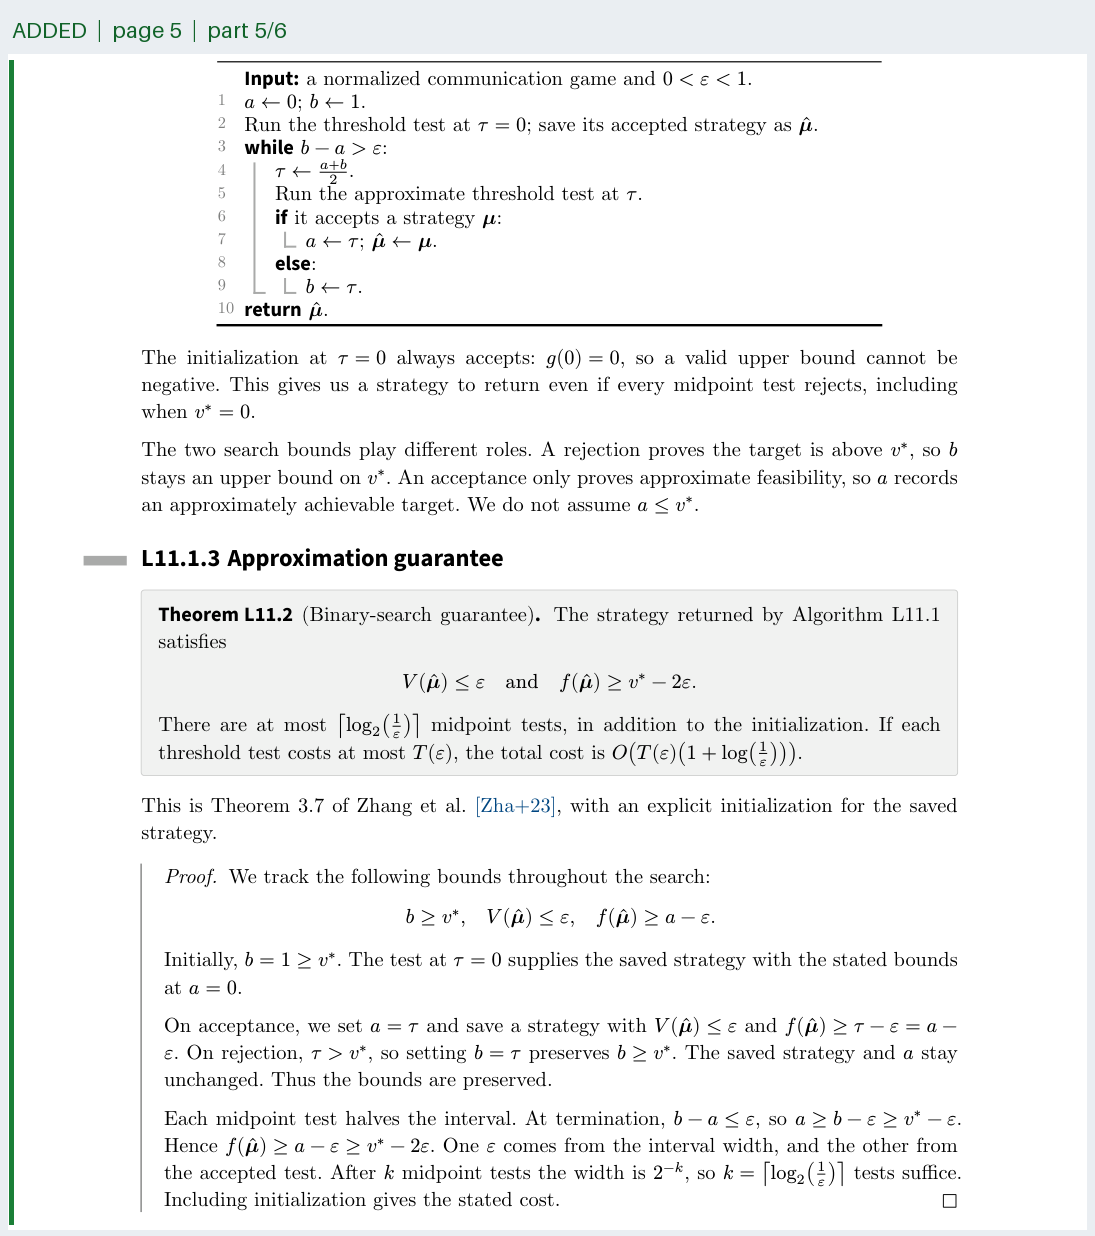 ADDED | page 5 | part 5/6
Input: a normalized communication game and 0 < ε < 1.
1 a ← 0; b ← 1.
2 Run the threshold test at τ = 0; save its accepted strategy as μ̂.
3 while b − a > ε:
4 τ ← (a+b)/2.
5 Run the approximate threshold test at τ.
6 if it accepts a strategy μ:
7 a ← τ; μ̂ ← μ.
8 else:
9 b ← τ.
10 return μ̂.
The initialization at τ = 0 always accepts: g(0) = 0, so a valid upper bound cannot be
negative. This gives us a strategy to return even if every midpoint test rejects, including
when v* = 0.
The two search bounds play different roles. A rejection proves the target is above v*, so b
stays an upper bound on v*. An acceptance only proves approximate feasibility, so a records
an approximately achievable target. We do not assume a ≤ v*.
L11.1.3 Approximation guarantee
Theorem L11.2 (Binary-search guarantee). The strategy returned by Algorithm L11.1
satisfies
V(μ̂) ≤ ε and f(μ̂) ≥ v* − 2ε.
There are at most ⌈log₂(1/ε)⌉ midpoint tests, in addition to the initialization. If each
threshold test costs at most T(ε), the total cost is O(T(ε)(1 + log(1/ε))).
This is Theorem 3.7 of Zhang et al. [Zha+23], with an explicit initialization for the saved
strategy.
Proof. We track the following bounds throughout the search:
b ≥ v*, V(μ̂) ≤ ε, f(μ̂) ≥ a − ε.
Initially, b = 1 ≥ v*. The test at τ = 0 supplies the saved strategy with the stated bounds
at a = 0.
On acceptance, we set a = τ and save a strategy with V(μ̂) ≤ ε and f(μ̂) ≥ τ − ε = a −
ε. On rejection, τ > v*, so setting b = τ preserves b ≥ v*. The saved strategy and a stay
unchanged. Thus the bounds are preserved.
Each midpoint test halves the interval. At termination, b − a ≤ ε, so a ≥ b − ε ≥ v* − ε.
Hence f(μ̂) ≥ a − ε ≥ v* − 2ε. One ε comes from the interval width, and the other from
the accepted test. After k midpoint tests the width is 2⁻ᵏ, so k = ⌈log₂(1/ε)⌉ tests suffice.
Including initialization gives the stated cost. □